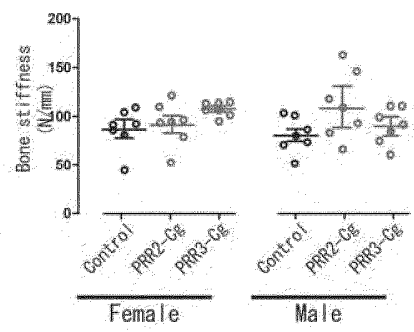 Bone stiffness
(N/mm)
200
150
100
50
0
Control
PRR2-Cg
PRR3-Cg
Control
PRR2-Cg
PRR3-Cg
Female
Male